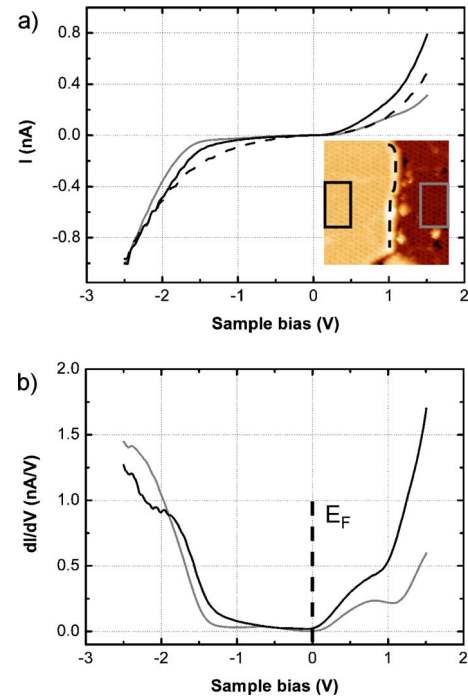 a)
I (nA)
0.8
0.4
0.0
-0.4
-0.8
-3 -2 -1 0 1 2
Sample bias (V)
b)
dI/dV (nA/V)
2.0
1.5
1.0
0.5
0.0
E_F
-3 -2 -1 0 1 2
Sample bias (V)